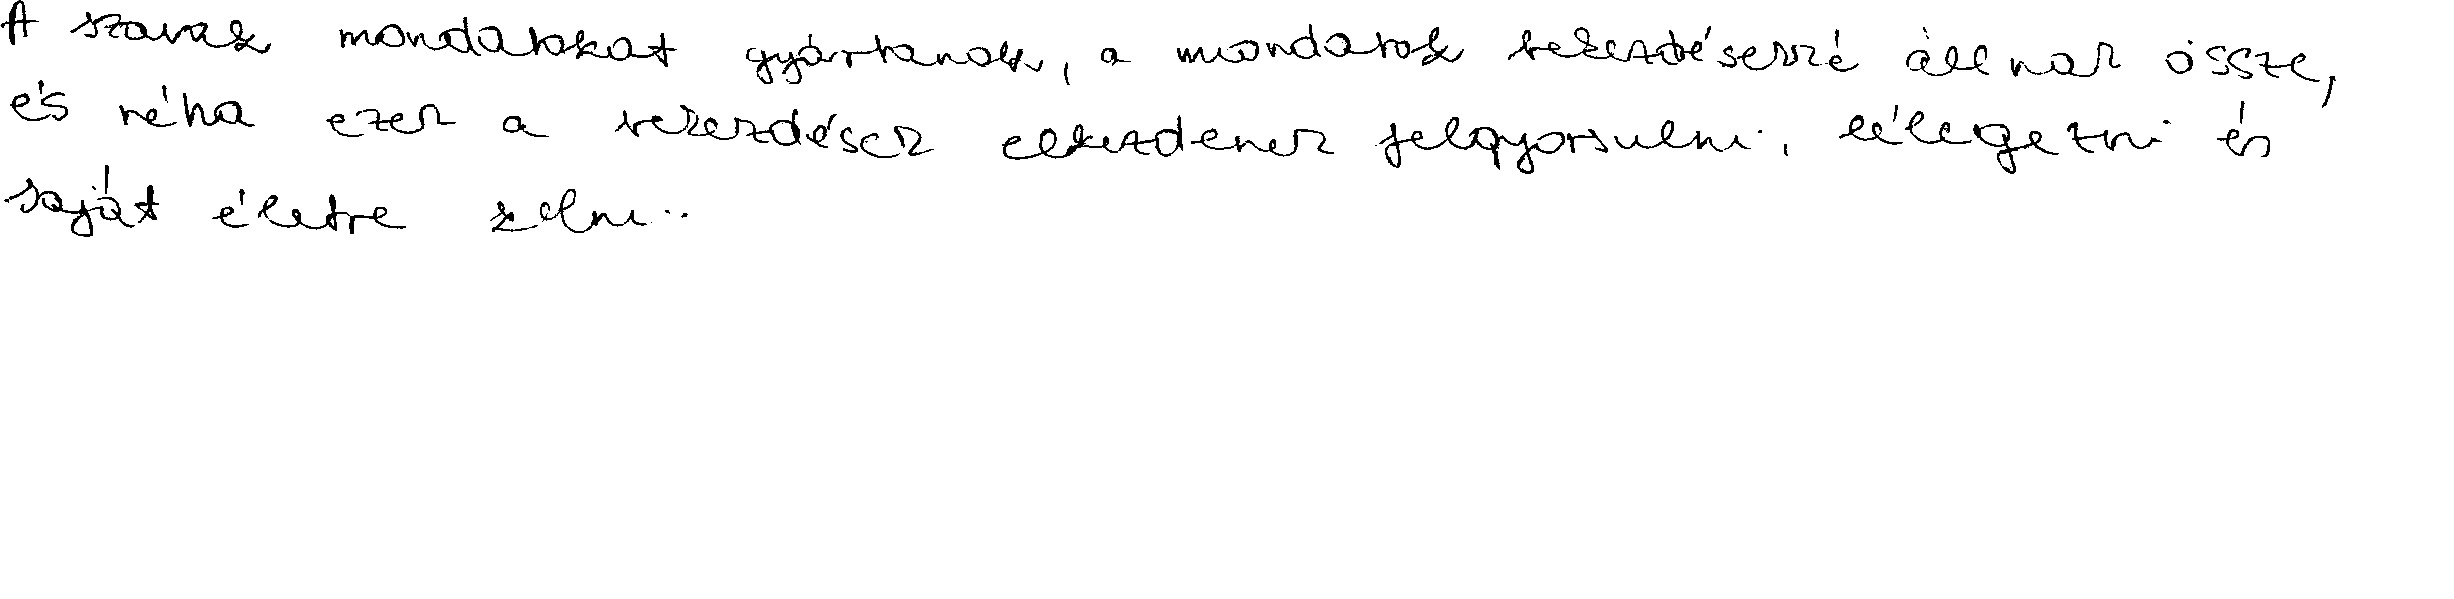 A szavak mondatokat gyártanak, a mondatok bekezdésekké állnak össze,
és néha ezek a bekezdések elkezdenek felgyorsulni, lélegezni és
saját életre kelni..